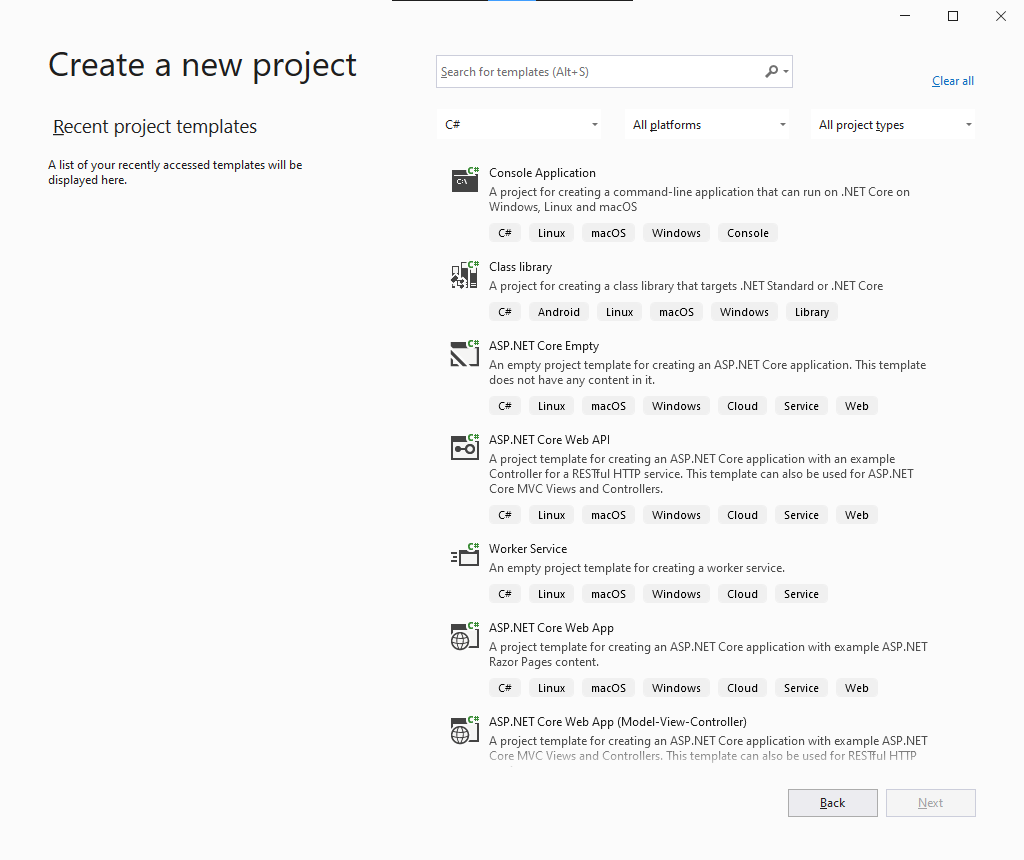 Create a new project
Search for templates (Alt+S)
Clear all
Recent project templates
A list of your recently accessed templates will be
displayed here.
C#
All platforms
All project types
C#
C:\
Console Application
A project for creating a command-line application that can run on .NET Core on
Windows, Linux and macOS
C# Linux macOS Windows Console
C#
Class library
A project for creating a class library that targets .NET Standard or .NET Core
C# Android Linux macOS Windows Library
C#
ASP.NET Core Empty
An empty project template for creating an ASP.NET Core application. This template
does not have any content in it.
C# Linux macOS Windows Cloud Service Web
C#
ASP.NET Core Web API
A project template for creating an ASP.NET Core application with an example
Controller for a RESTful HTTP service. This template can also be used for ASP.NET
Core MVC Views and Controllers.
C# Linux macOS Windows Cloud Service Web
C#
Worker Service
An empty project template for creating a worker service.
C# Linux macOS Windows Cloud Service
C#
ASP.NET Core Web App
A project template for creating an ASP.NET Core application with example ASP.NET
Razor Pages content.
C# Linux macOS Windows Cloud Service Web
C#
ASP.NET Core Web App (Model-View-Controller)
A project template for creating an ASP.NET Core application with example ASP.NET
Core MVC Views and Controllers. This template can also be used for RESTful HTTP
Back
Next